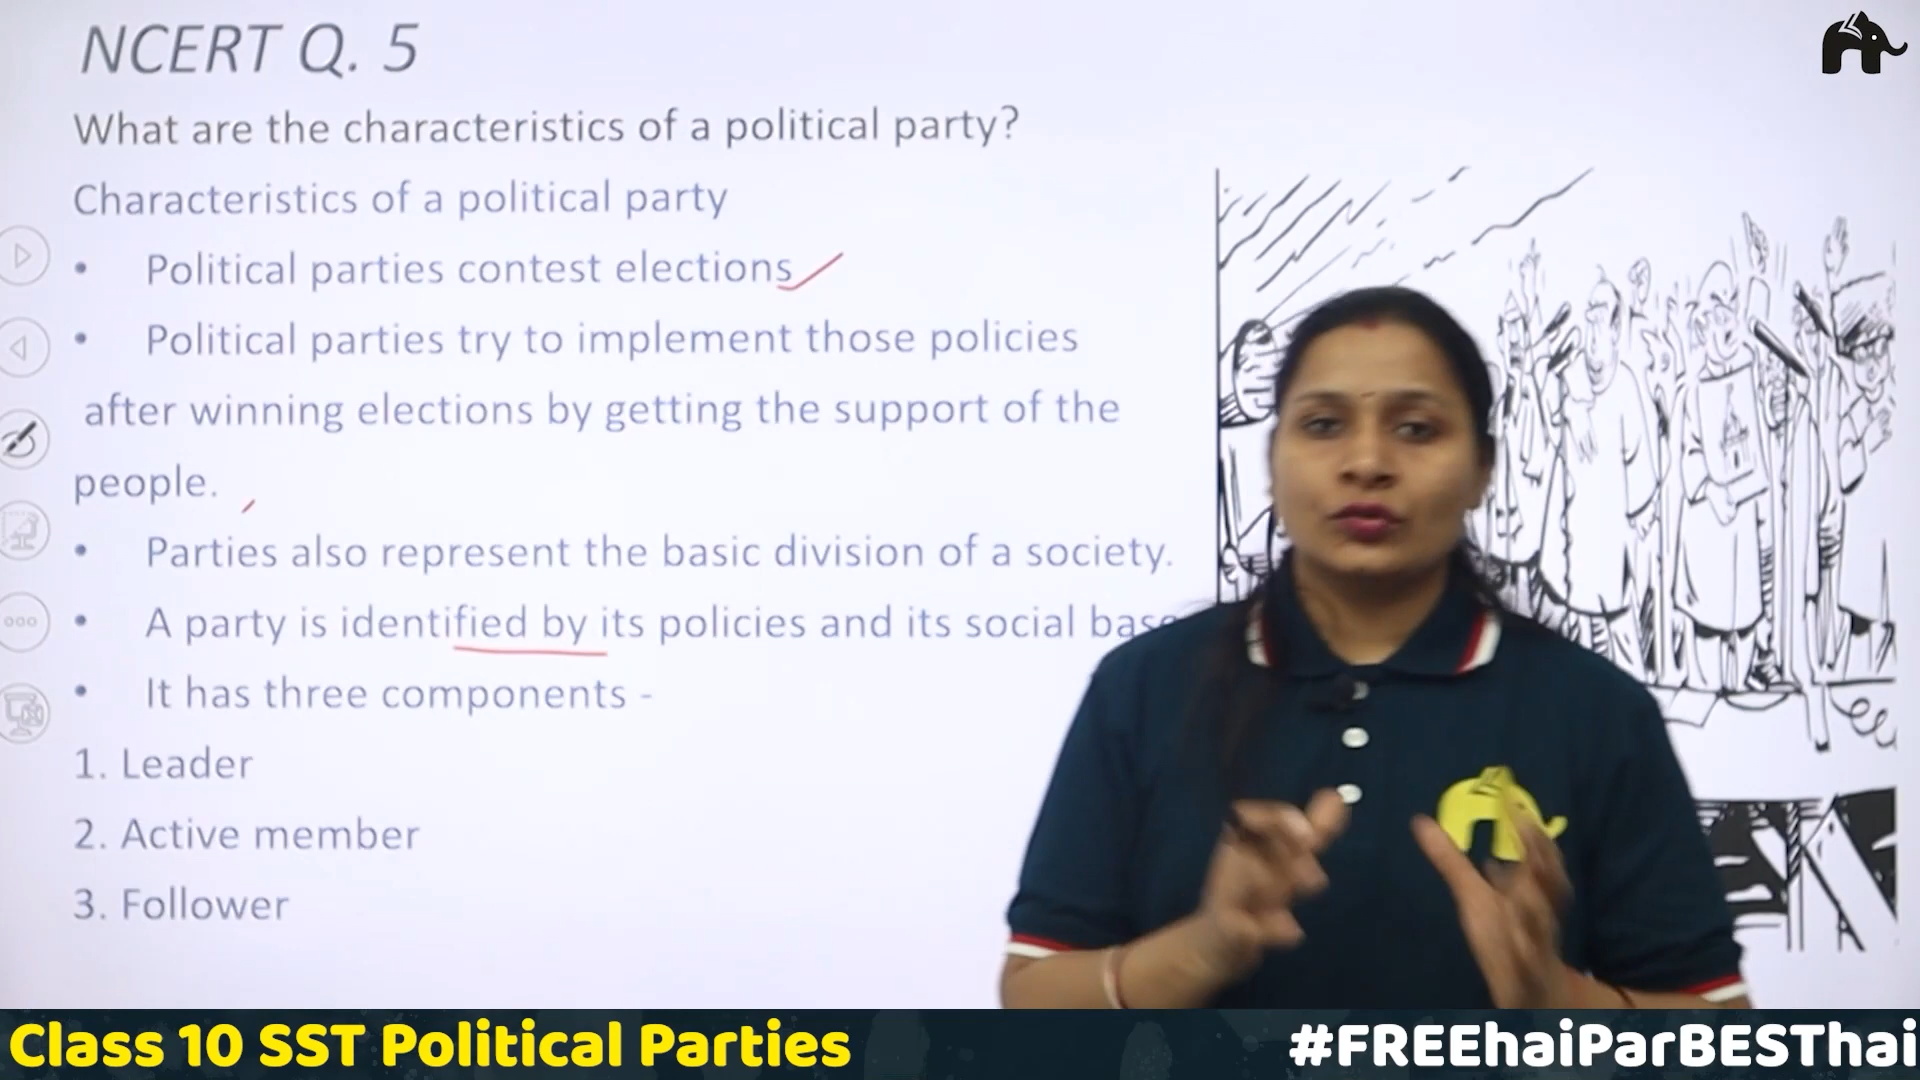 NCERT Q. 5
What are the characteristics of a political party?
Characteristics of a political party
• Political parties contest elections
• Political parties try to implement those policies
after winning elections by getting the support of the
people.
• Parties also represent the basic division of a society.
• A party is identified by its policies and its social base
• It has three components -
1. Leader
2. Active member
3. Follower
Class 10 SST Political Parties
#FREEhaiParBESThai